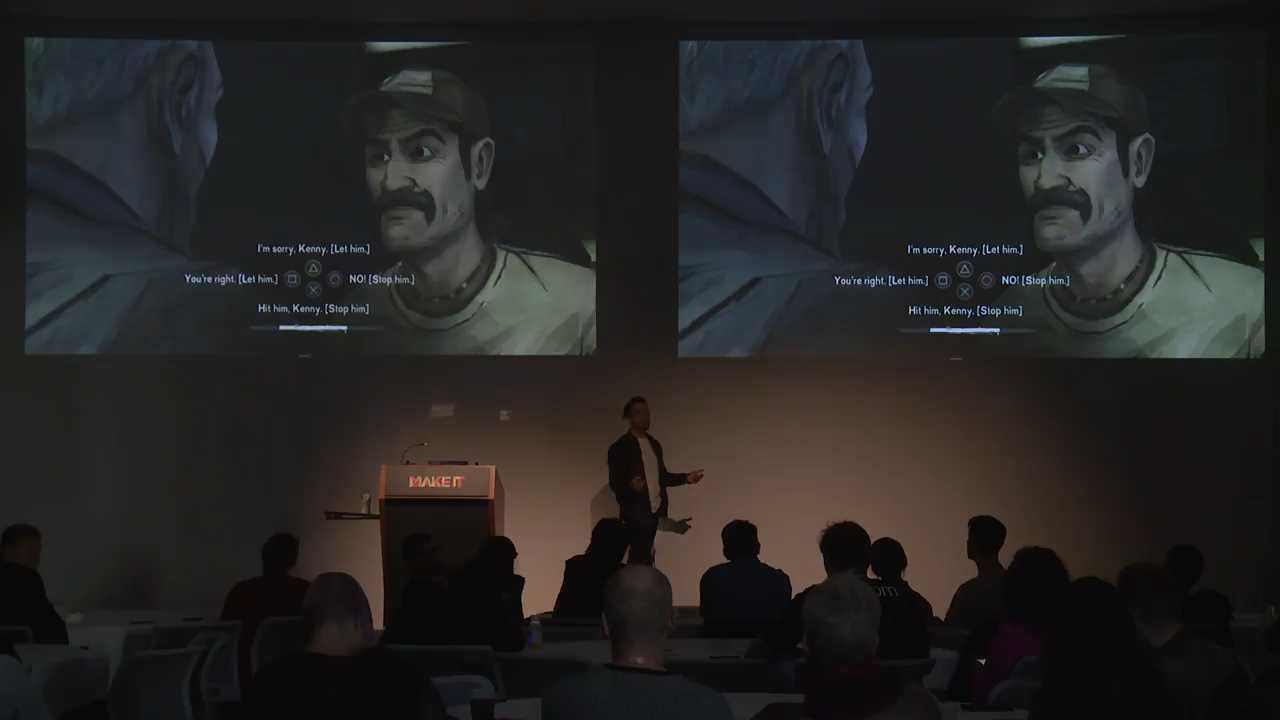 I'm sorry, Kenny. [Let him.]
You're right. [Let him.]
NO! [Stop him.]
Hit him, Kenny. [Stop him]
I'm sorry, Kenny. [Let him.]
You're right. [Let him.]
NO! [Stop him.]
Hit him, Kenny. [Stop him]
MAKE IT